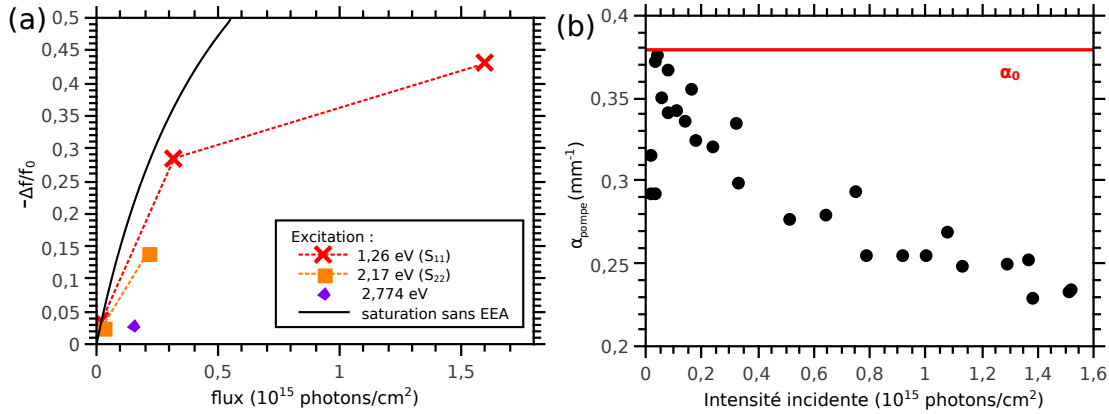 (a)
-Δf/f₀
0,5
0,45
0,4
0,35
0,3
0,25
0,2
0,15
0,1
0,05
0
0
0,5
1
1,5
flux (10¹⁵ photons/cm²)
Excitation :
1,26 eV (S₁₁)
2,17 eV (S₂₂)
2,774 eV
saturation sans EEA
(b)
αpompe (mm⁻¹)
0,4
0,35
0,3
0,25
0,2
α₀
0
0,2
0,4
0,6
0,8
1
1,2
1,4
1,6
Intensité incidente (10¹⁵ photons/cm²)